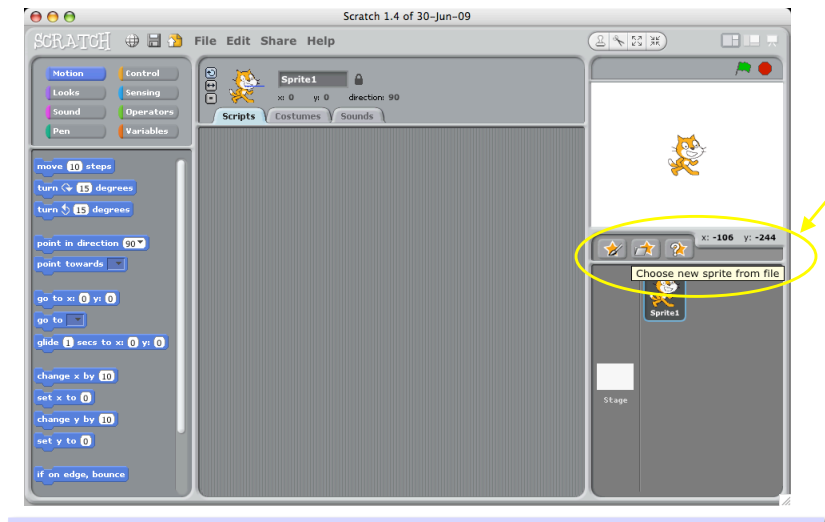 Scratch 1.4 of 30-Jun-09
SCRATCH File Edit Share Help
Motion Control
Looks Sensing
Sound Operators
Pen Variables
Sprite1
x: 0 y: 0 direction: 90
Scripts Costumes Sounds
move 10 steps
turn 15 degrees
turn 15 degrees
point in direction 90
point towards
go to x: 0 y: 0
go to
glide 1 secs to x: 0 y: 0
change x by 10
set x to 0
change y by 10
set y to 0
if on edge, bounce
x: -106 y: -244
Choose new sprite from file
Sprite1
Stage